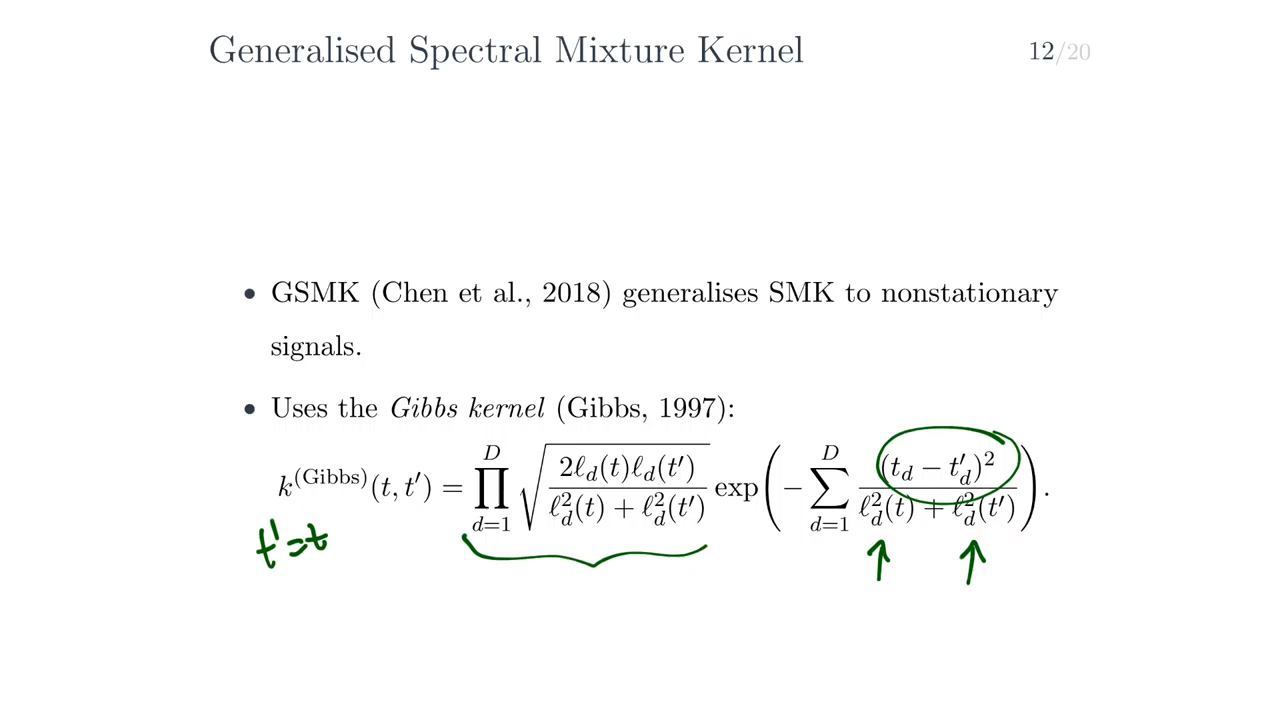 Generalised Spectral Mixture Kernel 12/20
• GSMK (Chen et al., 2018) generalises SMK to nonstationary
signals.
• Uses the Gibbs kernel (Gibbs, 1997):
k^(Gibbs)(t, t′) = ∏_{d=1}^{D} √(2ℓ_d(t)ℓ_d(t′) / (ℓ_d^2(t) + ℓ_d^2(t′))) exp(− ∑_{d=1}^{D} (t_d − t′_d)^2 / (ℓ_d^2(t) + ℓ_d^2(t′))).
t′=t